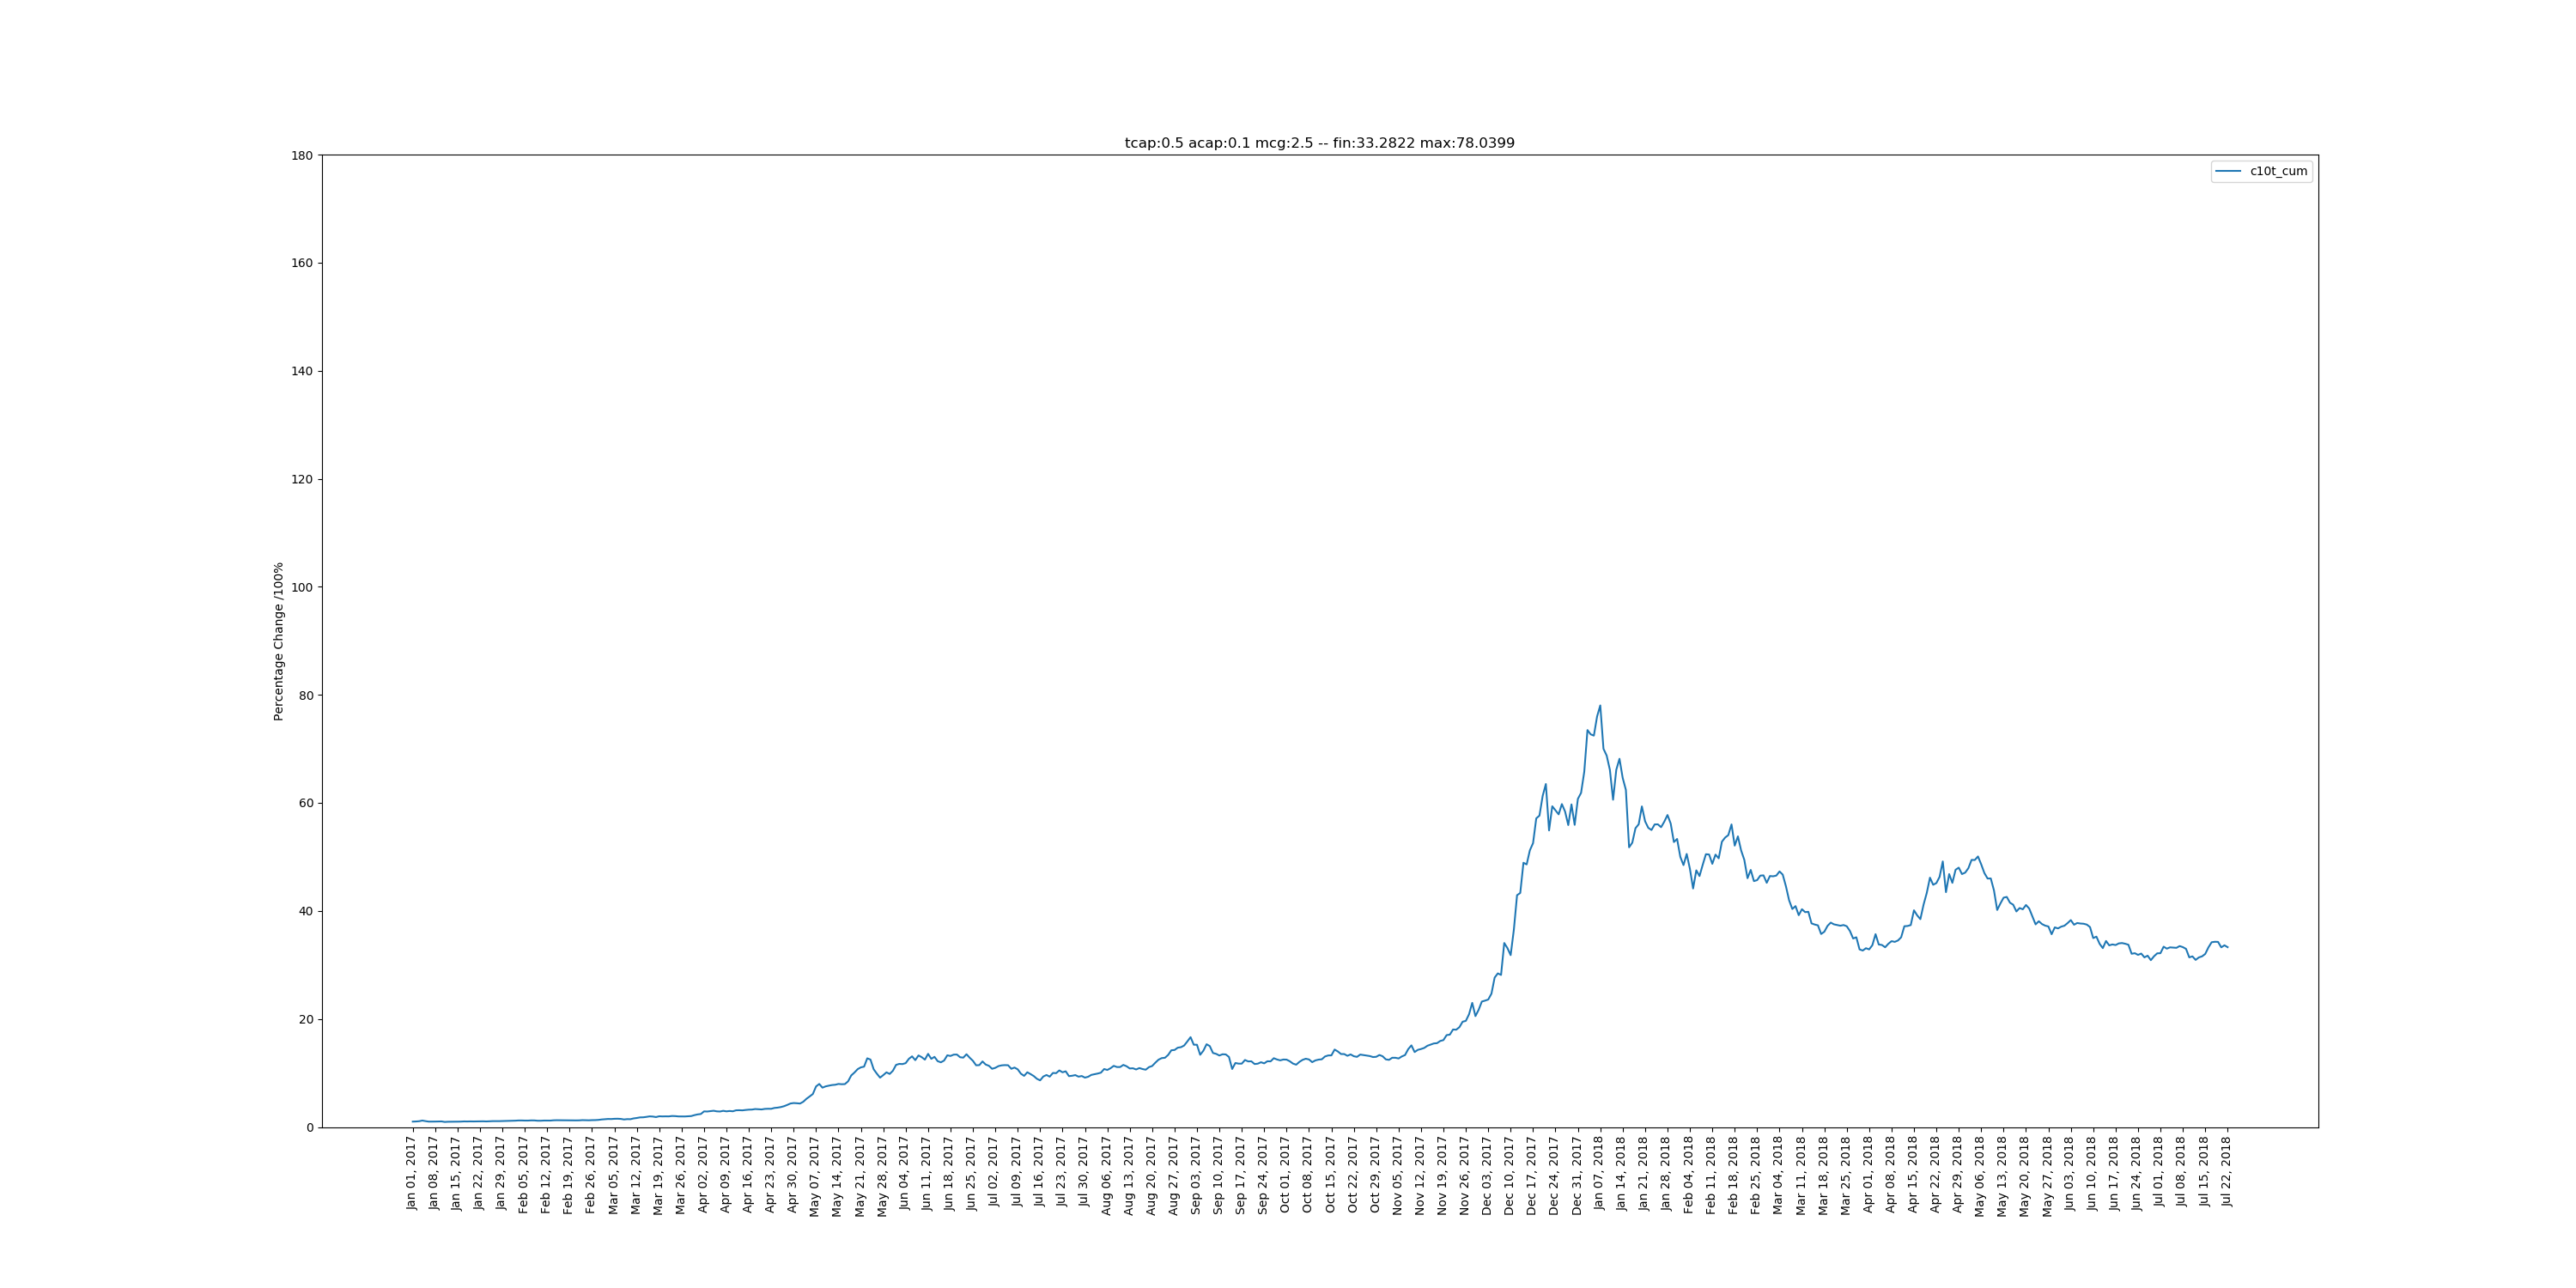 tcap:0.5 acap:0.1 mcg:2.5 -- fin:33.2822 max:78.0399
c10t_cum
Percentage Change /100%
180
160
140
120
100
80
60
40
20
0
Jan 01, 2017
Jan 08, 2017
Jan 15, 2017
Jan 22, 2017
Jan 29, 2017
Feb 05, 2017
Feb 12, 2017
Feb 19, 2017
Feb 26, 2017
Mar 05, 2017
Mar 12, 2017
Mar 19, 2017
Mar 26, 2017
Apr 02, 2017
Apr 09, 2017
Apr 16, 2017
Apr 23, 2017
Apr 30, 2017
May 07, 2017
May 14, 2017
May 21, 2017
May 28, 2017
Jun 04, 2017
Jun 11, 2017
Jun 18, 2017
Jun 25, 2017
Jul 02, 2017
Jul 09, 2017
Jul 16, 2017
Jul 23, 2017
Jul 30, 2017
Aug 06, 2017
Aug 13, 2017
Aug 20, 2017
Aug 27, 2017
Sep 03, 2017
Sep 10, 2017
Sep 17, 2017
Sep 24, 2017
Oct 01, 2017
Oct 08, 2017
Oct 15, 2017
Oct 22, 2017
Oct 29, 2017
Nov 05, 2017
Nov 12, 2017
Nov 19, 2017
Nov 26, 2017
Dec 03, 2017
Dec 10, 2017
Dec 17, 2017
Dec 24, 2017
Dec 31, 2017
Jan 07, 2018
Jan 14, 2018
Jan 21, 2018
Jan 28, 2018
Feb 04, 2018
Feb 11, 2018
Feb 18, 2018
Feb 25, 2018
Mar 04, 2018
Mar 11, 2018
Mar 18, 2018
Mar 25, 2018
Apr 01, 2018
Apr 08, 2018
Apr 15, 2018
Apr 22, 2018
Apr 29, 2018
May 06, 2018
May 13, 2018
May 20, 2018
May 27, 2018
Jun 03, 2018
Jun 10, 2018
Jun 17, 2018
Jun 24, 2018
Jul 01, 2018
Jul 08, 2018
Jul 15, 2018
Jul 22, 2018